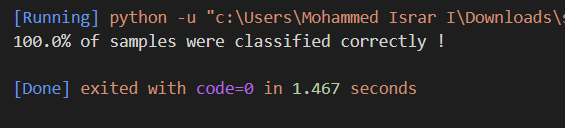 [Running] python -u "c:\Users\Mohammed Israr I\Downloads\
100.0% of samples were classified correctly !
[Done] exited with code=0 in 1.467 seconds